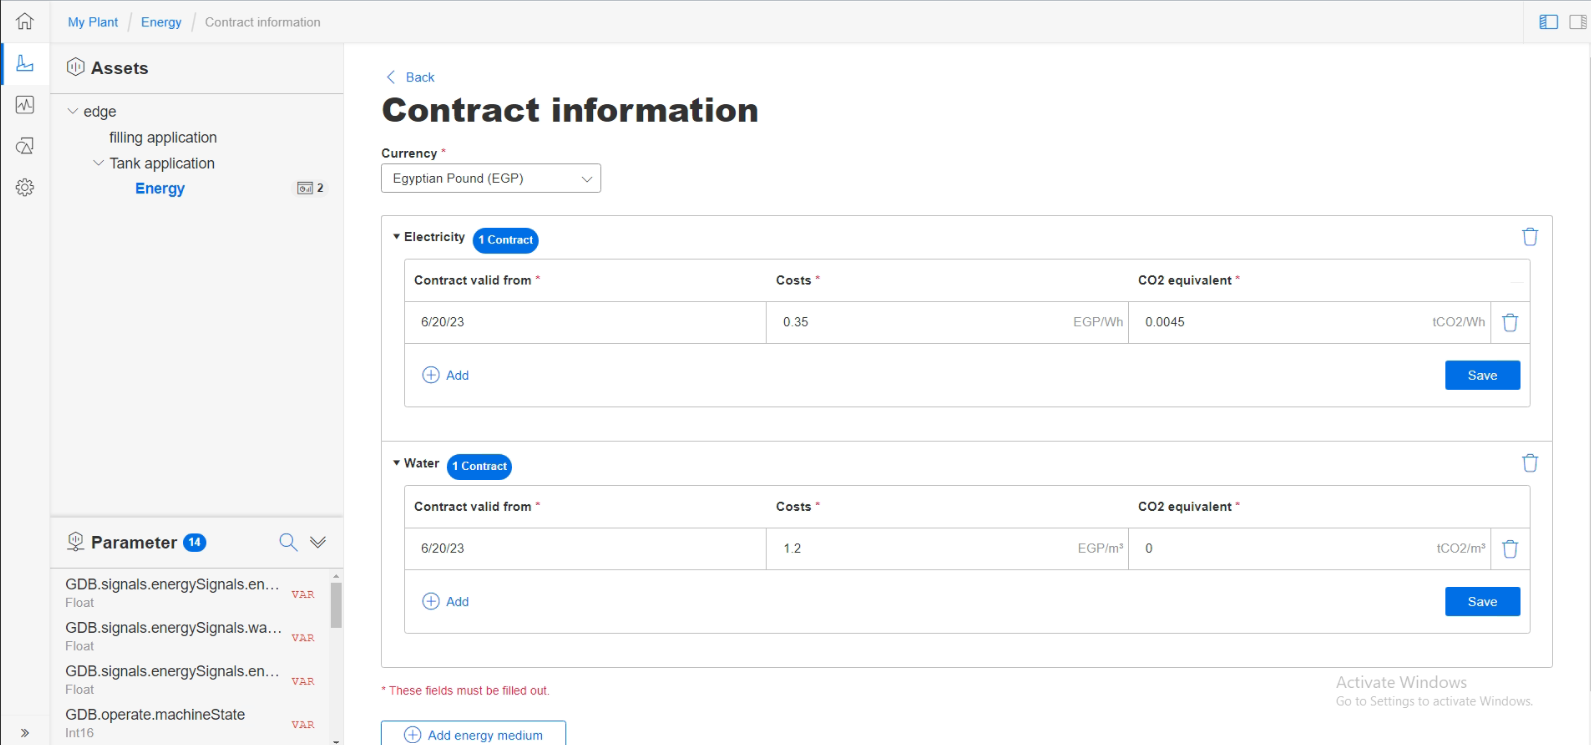 My Plant / Energy / Contract information
Assets
edge
filling application
Tank application
Energy 2
Parameter 14
GDB.signals.energySignals.en... VAR
Float
GDB.signals.energySignals.wa... VAR
Float
GDB.signals.energySignals.en... VAR
Float
GDB.operate.machineState VAR
Int16
Back
Contract information
Currency *
Egyptian Pound (EGP)
Electricity 1 Contract
Contract valid from * Costs * CO2 equivalent *
6/20/23 0.35 EGP/Wh 0.0045 tCO2/Wh
Add Save
Water 1 Contract
Contract valid from * Costs * CO2 equivalent *
6/20/23 1.2 EGP/m³ 0 tCO2/m³
Add Save
* These fields must be filled out.
Add energy medium
Activate Windows
Go to Settings to activate Windows.